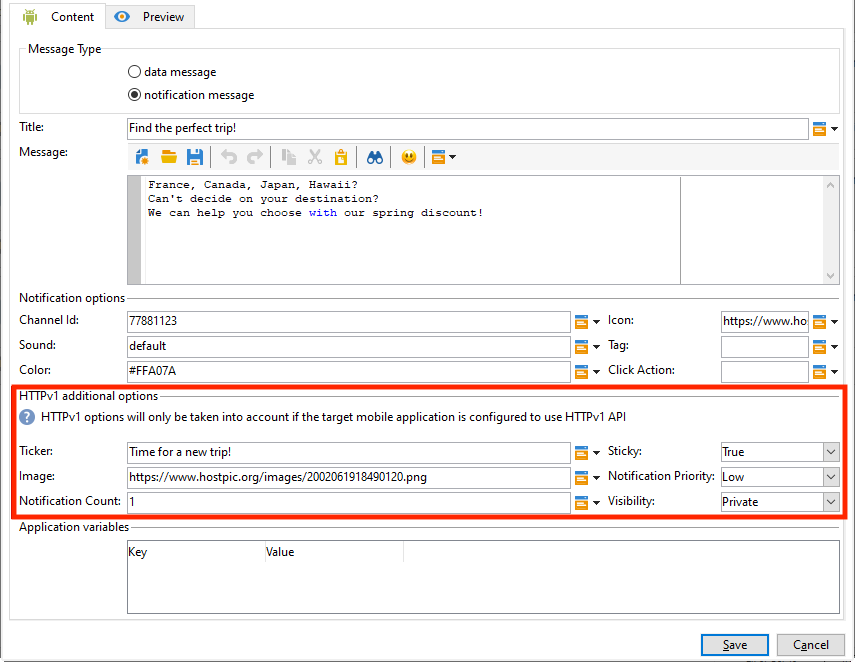 Content Preview
Message Type
data message
notification message
Title: Find the perfect trip!
Message:
France, Canada, Japan, Hawaii?
Can't decide on your destination?
We can help you choose with our spring discount!
Notification options
Channel Id: 77881123 Icon: https://www.ho
Sound: default Tag:
Color: #FFA07A Click Action:
HTTPv1 additional options
? HTTPv1 options will only be taken into account if the target mobile application is configured to use HTTPv1 API
Ticker: Time for a new trip! Sticky: True
Image: https://www.hostpic.org/images/2002061918490120.png Notification Priority: Low
Notification Count: 1 Visibility: Private
Application variables
Key Value
Save Cancel